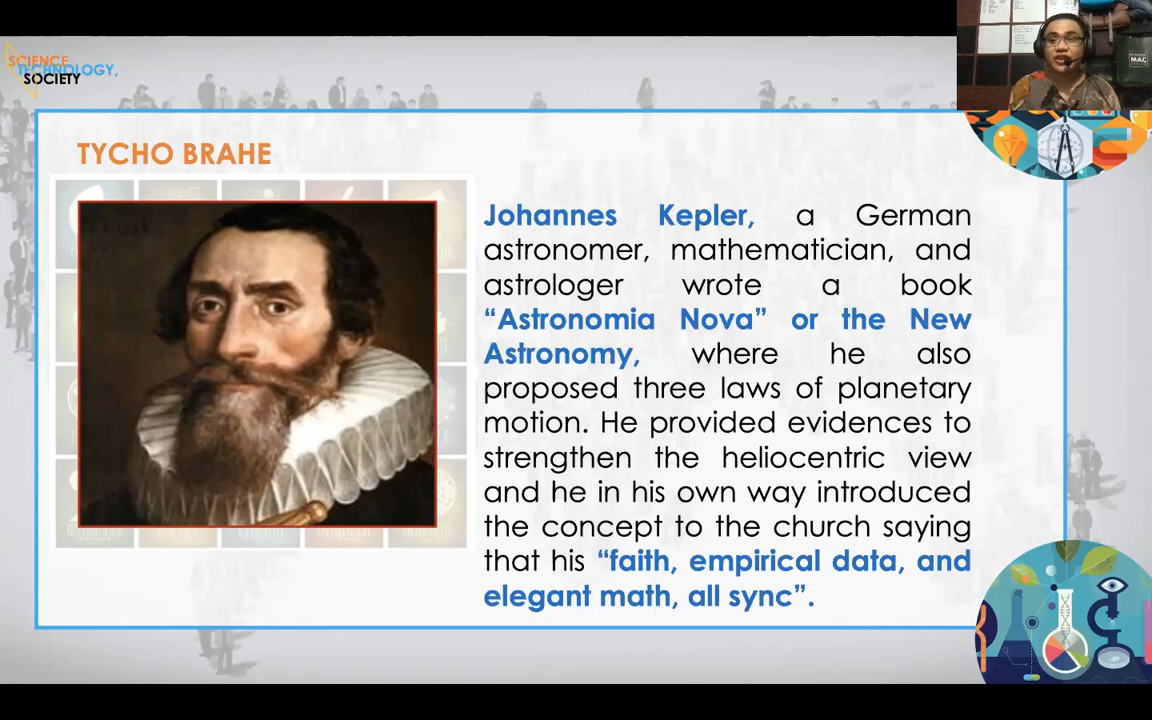 SCIENCE,
TECHNOLOGY,
SOCIETY
MAC
TYCHO BRAHE
Johannes Kepler, a German
astronomer, mathematician, and
astrologer wrote a book
“Astronomia Nova” or the New
Astronomy, where he also
proposed three laws of planetary
motion. He provided evidences to
strengthen the heliocentric view
and he in his own way introduced
the concept to the church saying
that his “faith, empirical data, and
elegant math, all sync”.